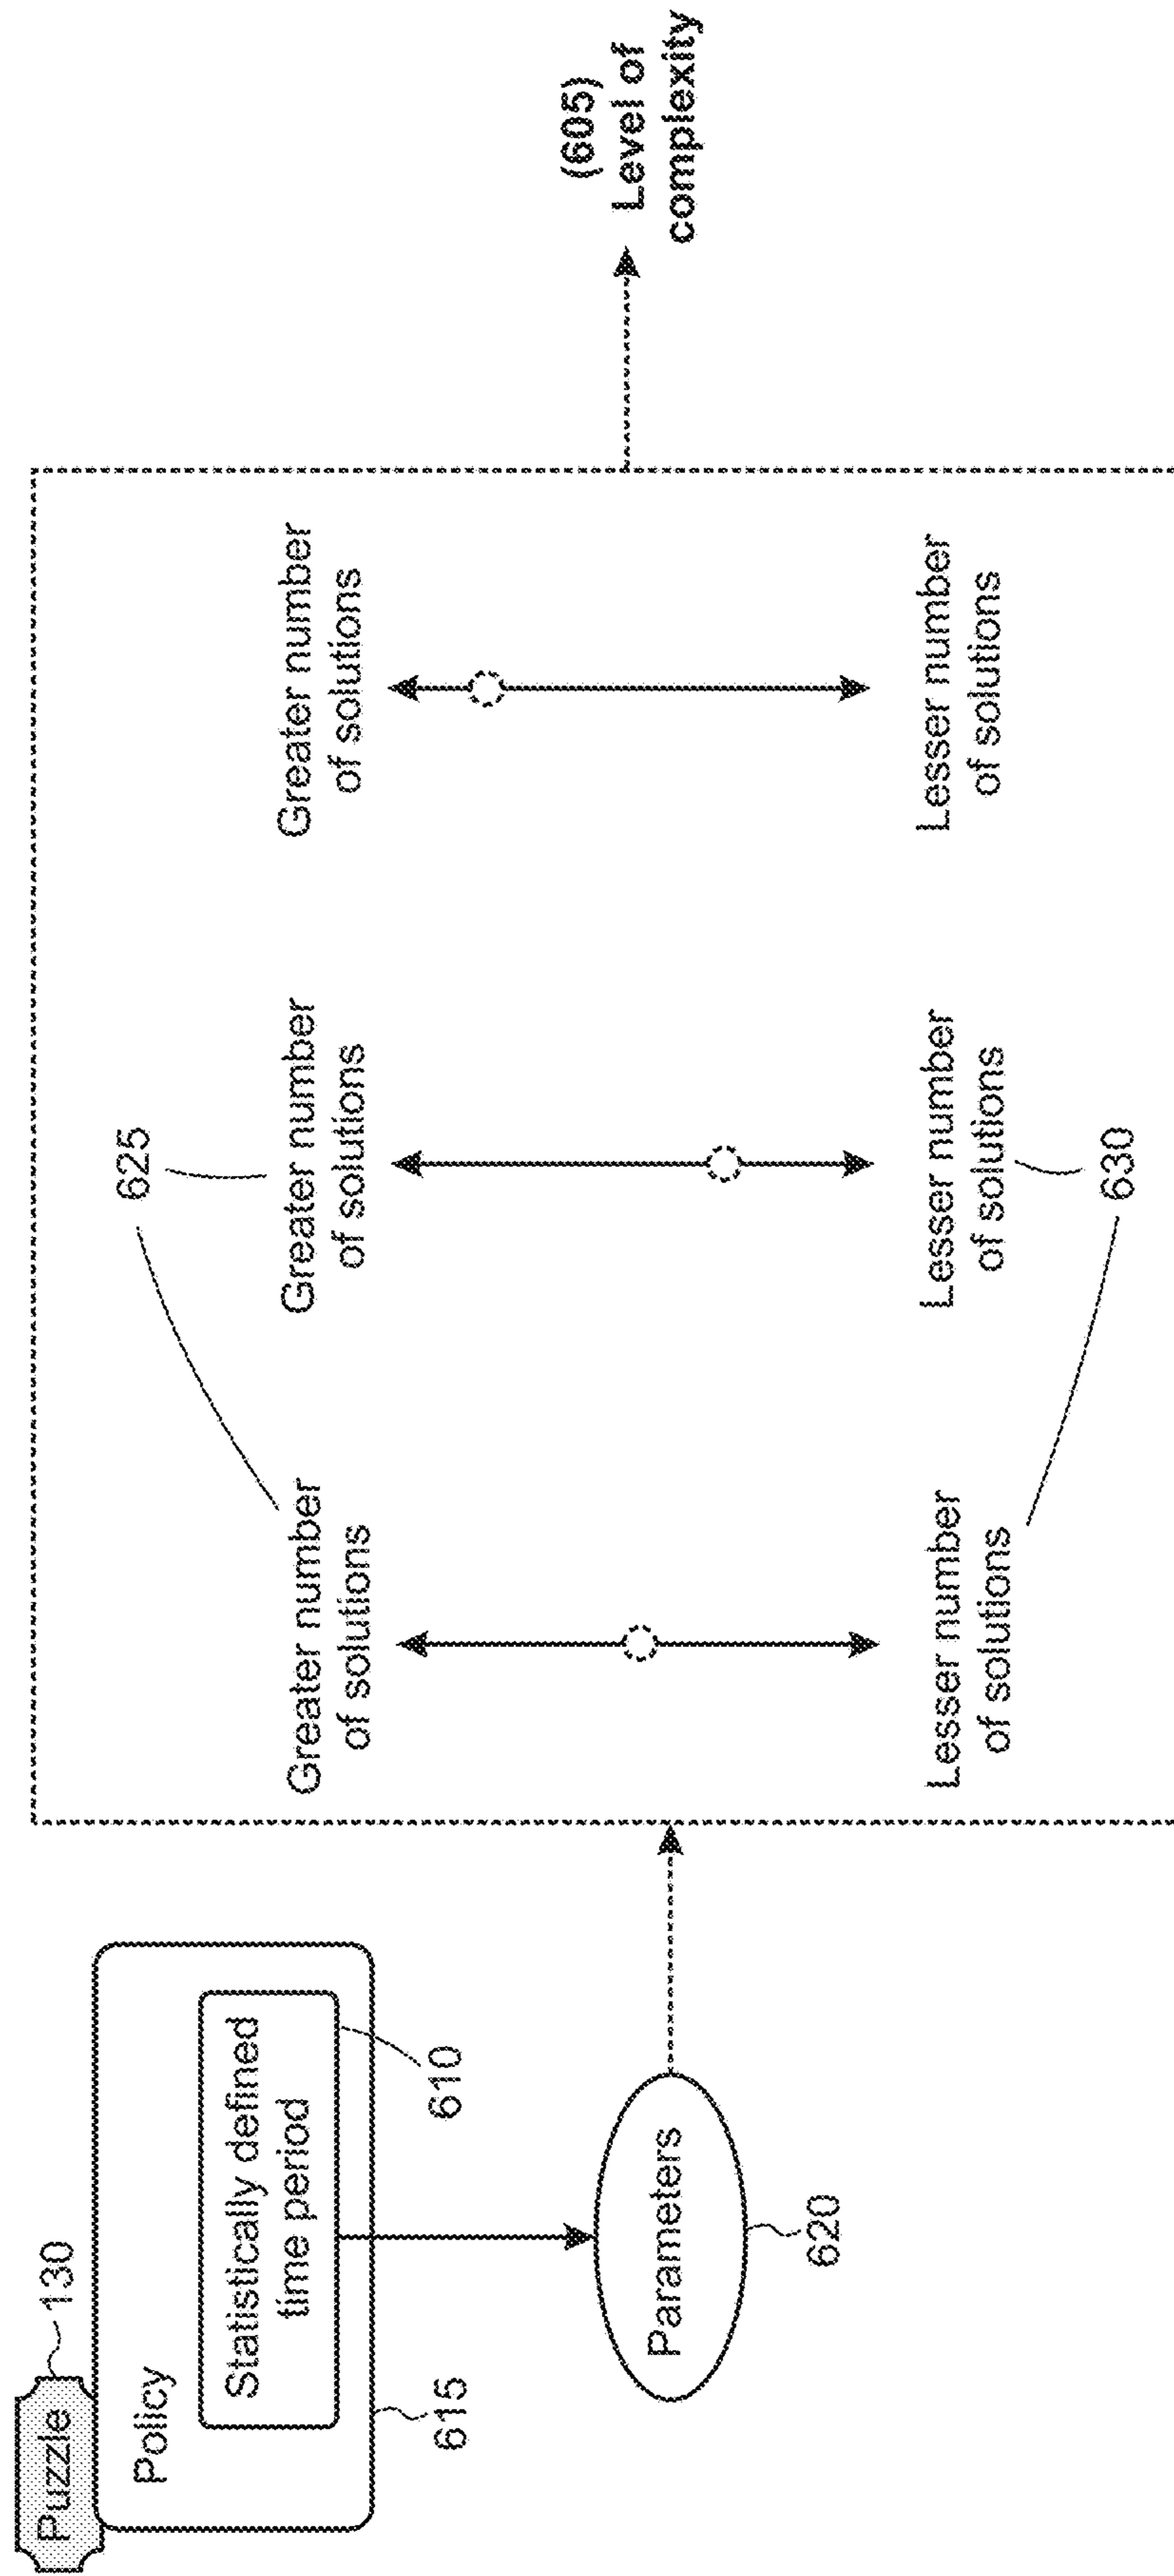 Puzzle
130
Policy
Statistically defined
time period
610
615
Parameters
620
625
Greater number
of solutions
Greater number
of solutions
Greater number
of solutions
Lesser number
of solutions
Lesser number
of solutions
Lesser number
of solutions
630
(605)
Level of
complexity